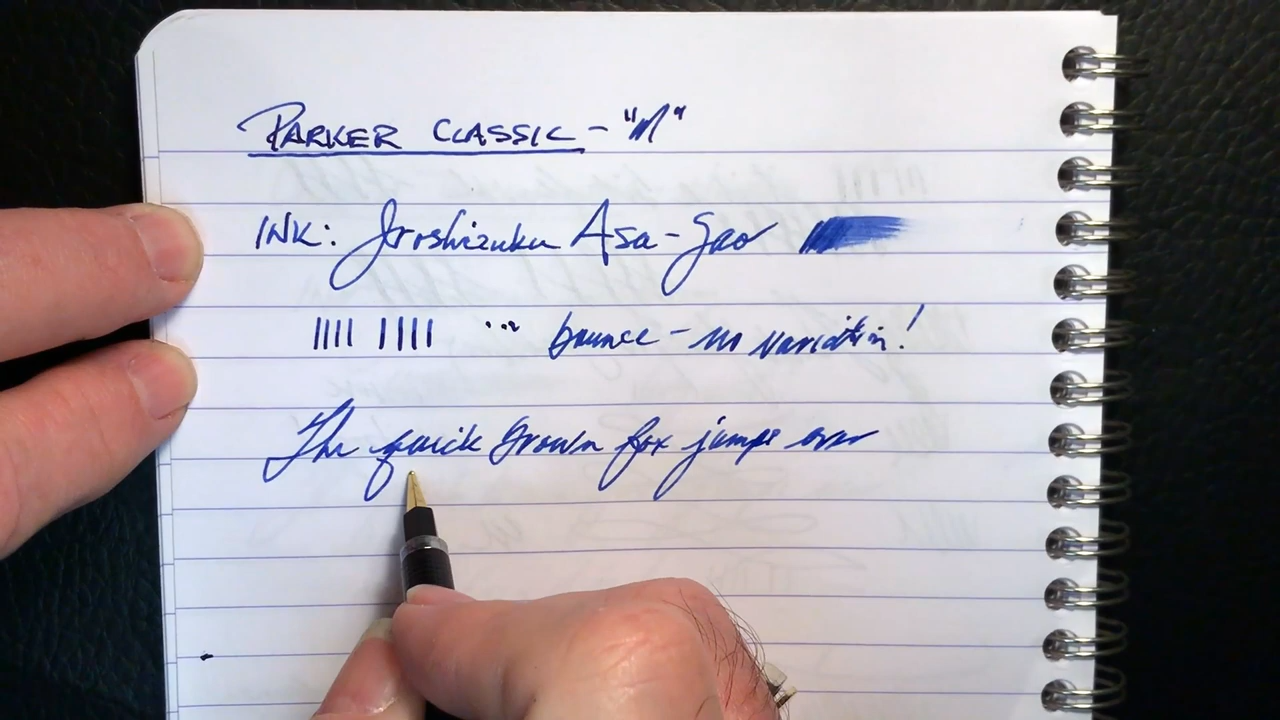 PARKER CLASSIC - "M"
INK: Iroshizuku Asa-Gao
bounce - no variation!
The quick brown fox jumps over